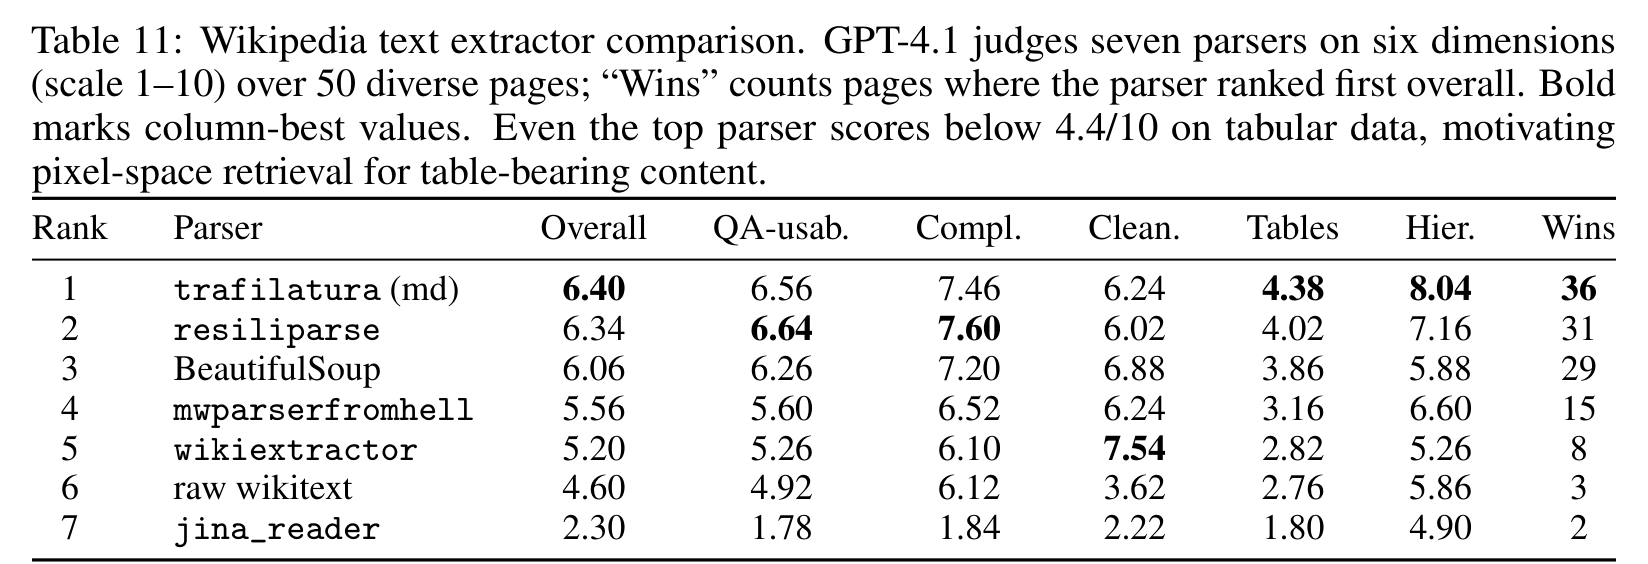 Table 11: Wikipedia text extractor comparison. GPT-4.1 judges seven parsers on six dimensions
(scale 1–10) over 50 diverse pages; “Wins” counts pages where the parser ranked first overall. Bold
marks column-best values. Even the top parser scores below 4.4/10 on tabular data, motivating
pixel-space retrieval for table-bearing content.
Rank Parser Overall QA-usab. Compl. Clean. Tables Hier. Wins
1 trafilatura (md) 6.40 6.56 7.46 6.24 4.38 8.04 36
2 resiliparse 6.34 6.64 7.60 6.02 4.02 7.16 31
3 BeautifulSoup 6.06 6.26 7.20 6.88 3.86 5.88 29
4 mwparserfromhell 5.56 5.60 6.52 6.24 3.16 6.60 15
5 wikiextractor 5.20 5.26 6.10 7.54 2.82 5.26 8
6 raw wikitext 4.60 4.92 6.12 3.62 2.76 5.86 3
7 jina_reader 2.30 1.78 1.84 2.22 1.80 4.90 2